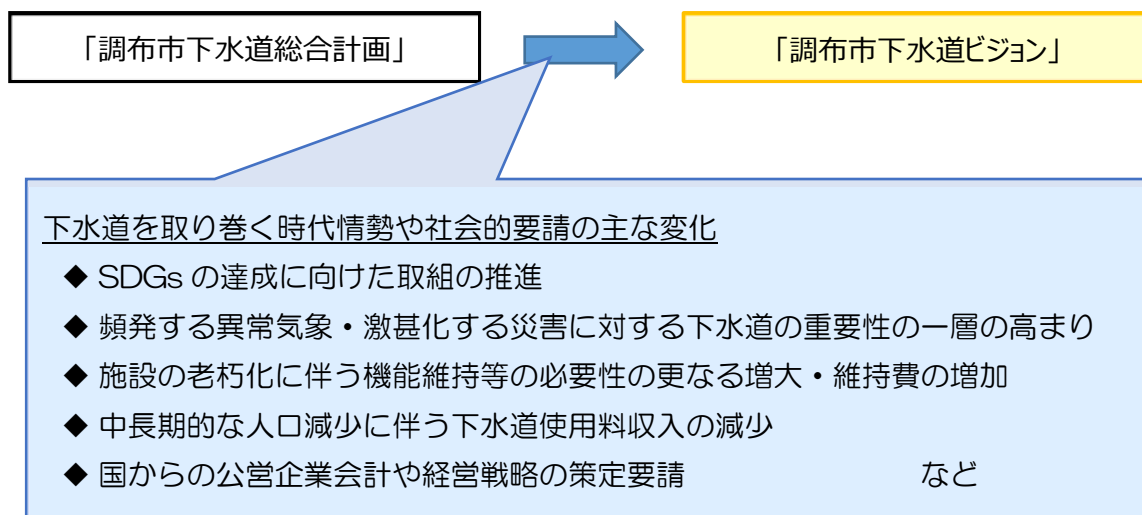 「調布市下水道総合計画」
「調布市下水道ビジョン」
下水道を取り巻く時代情勢や社会的要請の主な変化
◆ SDGs の達成に向けた取組の推進
◆ 頻発する異常気象・激甚化する災害に対する下水道の重要性の一層の高まり
◆ 施設の老朽化に伴う機能維持等の必要性の更なる増大・維持費の増加
◆ 中長期的な人口減少に伴う下水道使用料収入の減少
◆ 国からの公営企業会計や経営戦略の策定要請 など